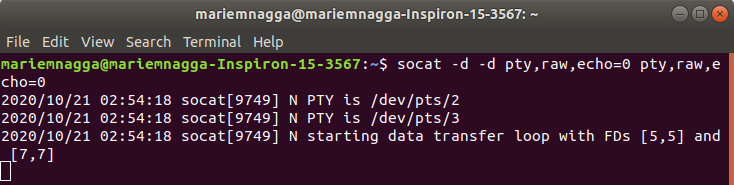 mariemnagga@mariemnagga-Inspiron-15-3567: ~
File Edit View Search Terminal Help
mariemnagga@mariemnagga-Inspiron-15-3567:~$ socat -d -d pty,raw,echo=0 pty,raw,e
cho=0
2020/10/21 02:54:18 socat[9749] N PTY is /dev/pts/2
2020/10/21 02:54:18 socat[9749] N PTY is /dev/pts/3
2020/10/21 02:54:18 socat[9749] N starting data transfer loop with FDs [5,5] and
 [7,7]